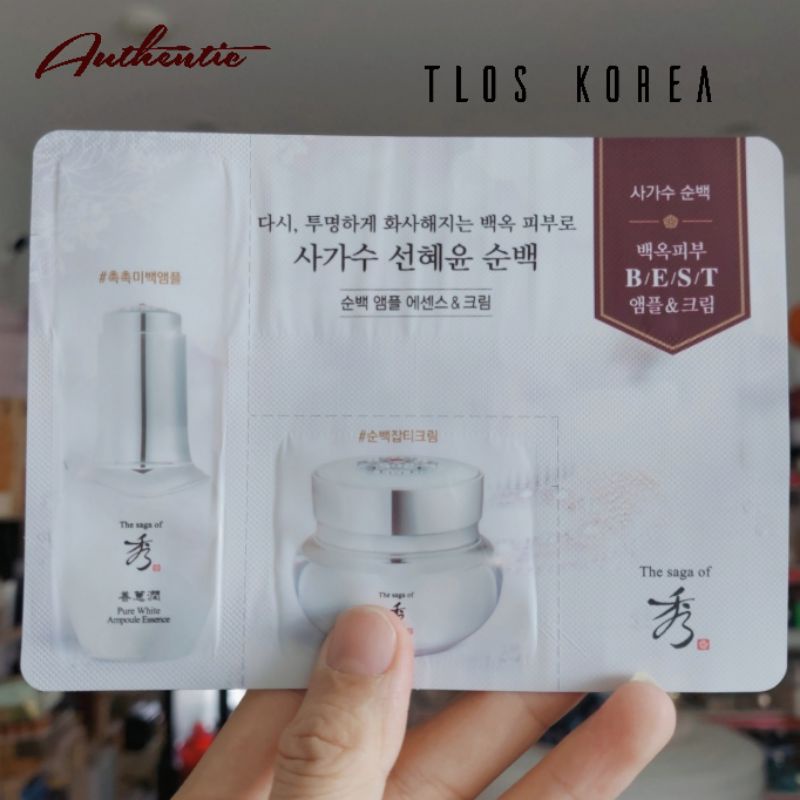 Authentic
TLOS KOREA
다시, 투명하게 화사해지는 백옥 피부로
사가수 선혜윤 순백
순백 앰플 에센스&크림
사가수 순백
백옥피부
B/E/S/T
앰플&크림
#촉촉미백앰플
The saga of
秀
善蕙潤
Pure White
Ampoule Essence
#순백잡티크림
The saga of
秀
The saga of
秀